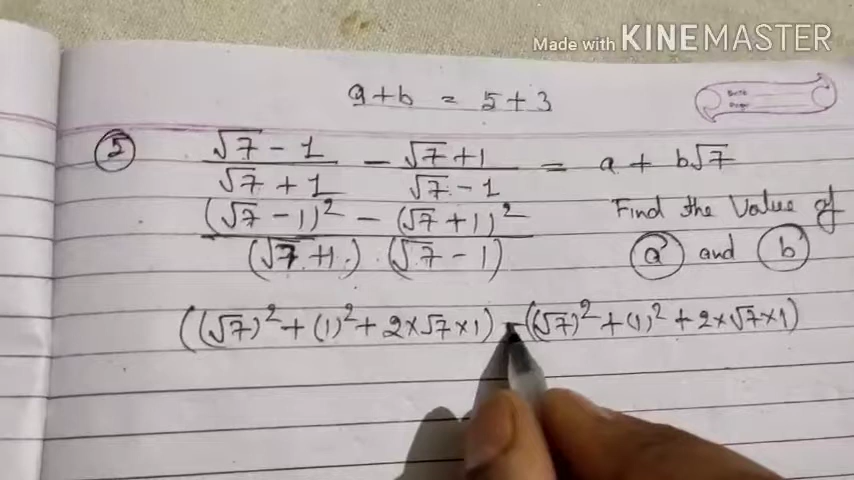 Made with KINEMASTER
a+b = 5+3
5 √7 - 1 / √7 + 1 - √7 + 1 / √7 - 1 = a + b√7
(√7 - 1)² - (√7 + 1)² / (√7 + 1) (√7 - 1) Find the Value of
a and b
((√7)² + (1)² + 2×√7×1) - ((√7)² + (1)² + 2×√7×1)